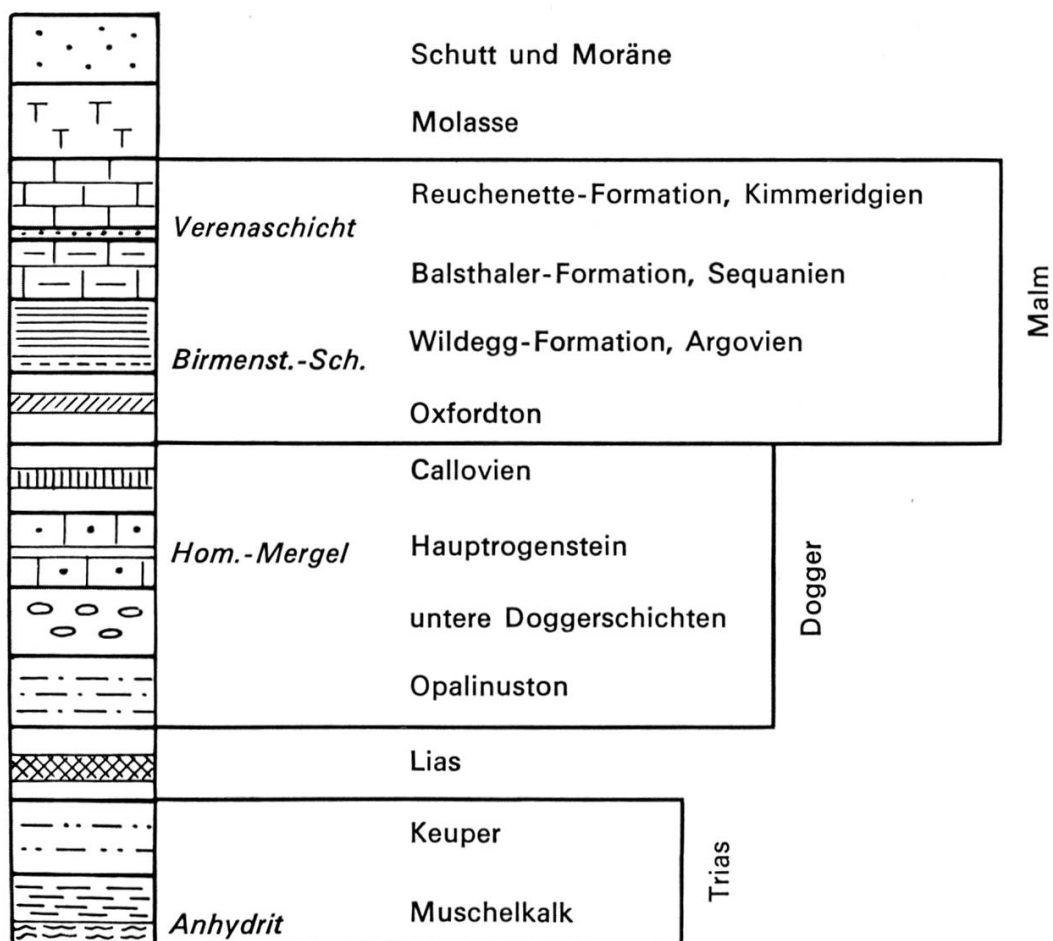 Schutt und Moräne
Molasse
Reuchenette-Formation, Kimmeridgien
Verenaschicht
Balsthaler-Formation, Sequanien
Malm
Wildegg-Formation, Argovien
Birmenst.-Sch.
Oxfordton
Callovien
Hom.-Mergel
Hauptrogenstein
Dogger
untere Doggerschichten
Opalinuston
Lias
Keuper
Trias
Muschelkalk
Anhydrit